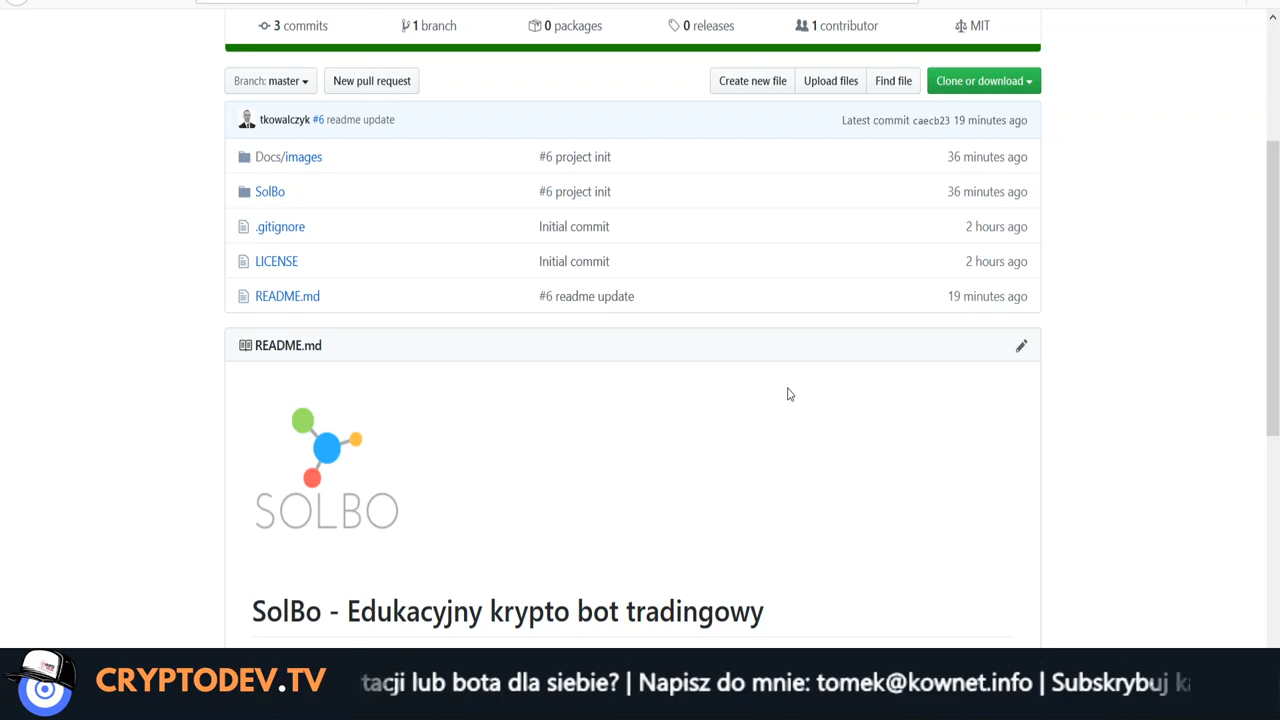 3 commits 1 branch 0 packages 0 releases 1 contributor MIT
Branch: master New pull request Create new file Upload files Find file Clone or download
tkowalczyk #6 readme update Latest commit caecb23 19 minutes ago
Docs/images #6 project init 36 minutes ago
SolBo #6 project init 36 minutes ago
.gitignore Initial commit 2 hours ago
LICENSE Initial commit 2 hours ago
README.md #6 readme update 19 minutes ago
README.md
SOLBO
SolBo - Edukacyjny krypto bot tradingowy
CRYPTODEV.TV tacji lub bota dla siebie? | Napisz do mnie: tomek@kownet.info | Subskrybuj